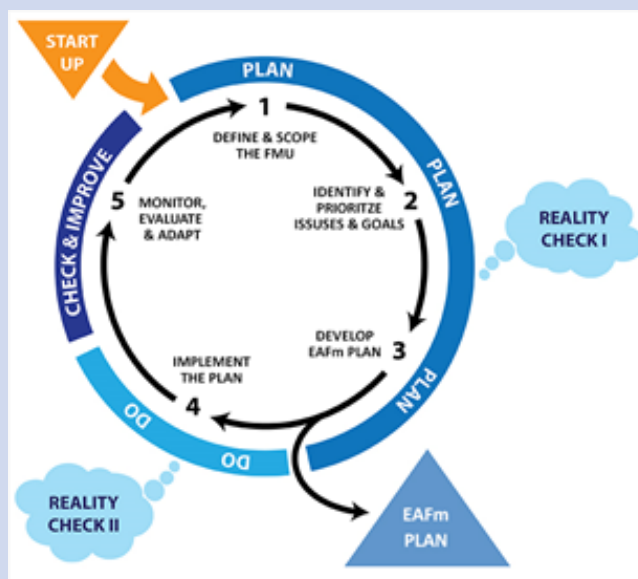 START
UP
PLAN
1
DEFINE & SCOPE
THE FMU
PLAN
2
IDENTIFY &
PRIORITZE
ISSUSES & GOALS
REALITY
CHECK I
3
DEVELOP
EAFm PLAN
PLAN
EAFm
PLAN
4
IMPLEMENT
THE PLAN
DO
DO
REALITY
CHECK II
5
MONITOR,
EVALUATE
& ADAPT
CHECK & IMPROVE